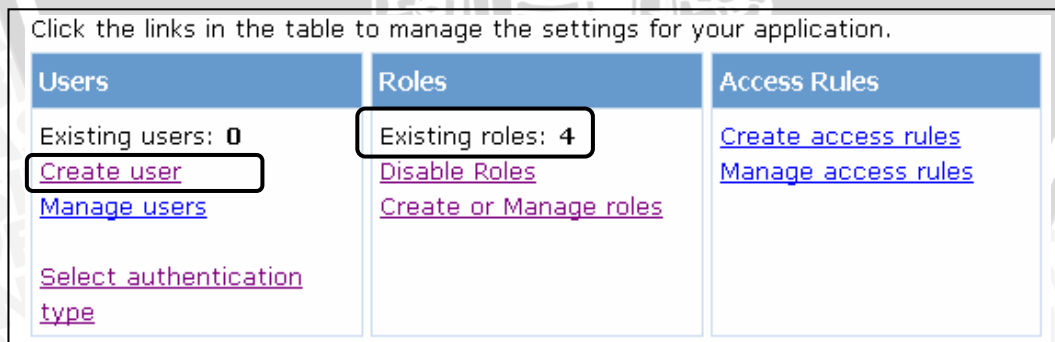 Click the links in the table to manage the settings for your application.
Users
Existing users: 0
Create user
Manage users
Select authentication
type
Roles
Existing roles: 4
Disable Roles
Create or Manage roles
Access Rules
Create access rules
Manage access rules